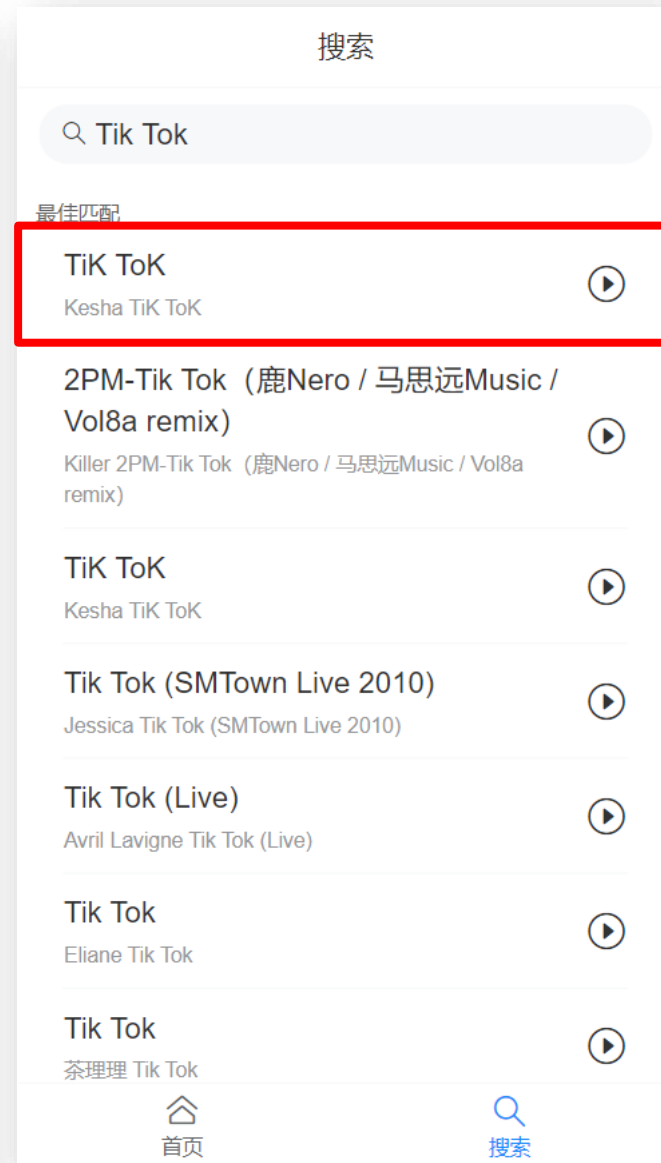 搜索
Tik Tok
最佳匹配
TiK ToK
Kesha TiK ToK
2PM-Tik Tok（鹿Nero / 马思远Music /
Vol8a remix）
Killer 2PM-Tik Tok（鹿Nero / 马思远Music / Vol8a
remix）
TiK ToK
Kesha TiK ToK
Tik Tok (SMTown Live 2010)
Jessica Tik Tok (SMTown Live 2010)
Tik Tok (Live)
Avril Lavigne Tik Tok (Live)
Tik Tok
Eliane Tik Tok
Tik Tok
茶理理 Tik Tok
首页
搜索